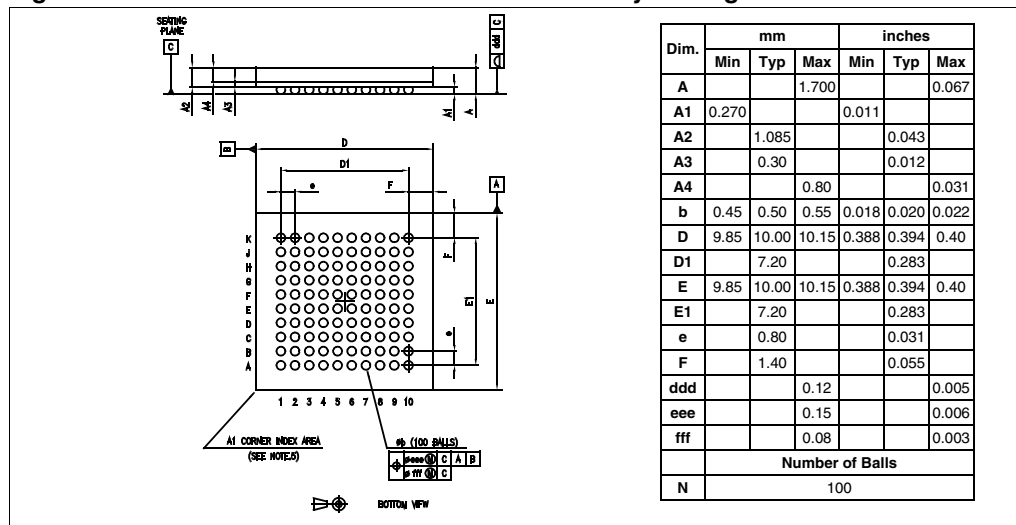 SEATING
PLANE
C
ddd C
A2
A4
A3
A1
A
B
D
D1
e
F
A
K
J
H
G
F
E
D
C
B
A
F
E1
E
e
1 2 3 4 5 6 7 8 9 10
A1 CORNER INDEX AREA
(SEE NOTE.5)
øb (100 BALLS)
ø eee M C A B
ø fff M C
BOTTOM VIEW
Dim. mm inches
Min Typ Max Min Typ Max
A 1.700 0.067
A1 0.270 0.011
A2 1.085 0.043
A3 0.30 0.012
A4 0.80 0.031
b 0.45 0.50 0.55 0.018 0.020 0.022
D 9.85 10.00 10.15 0.388 0.394 0.40
D1 7.20 0.283
E 9.85 10.00 10.15 0.388 0.394 0.40
E1 7.20 0.283
e 0.80 0.031
F 1.40 0.055
ddd 0.12 0.005
eee 0.15 0.006
fff 0.08 0.003
Number of Balls
N 100